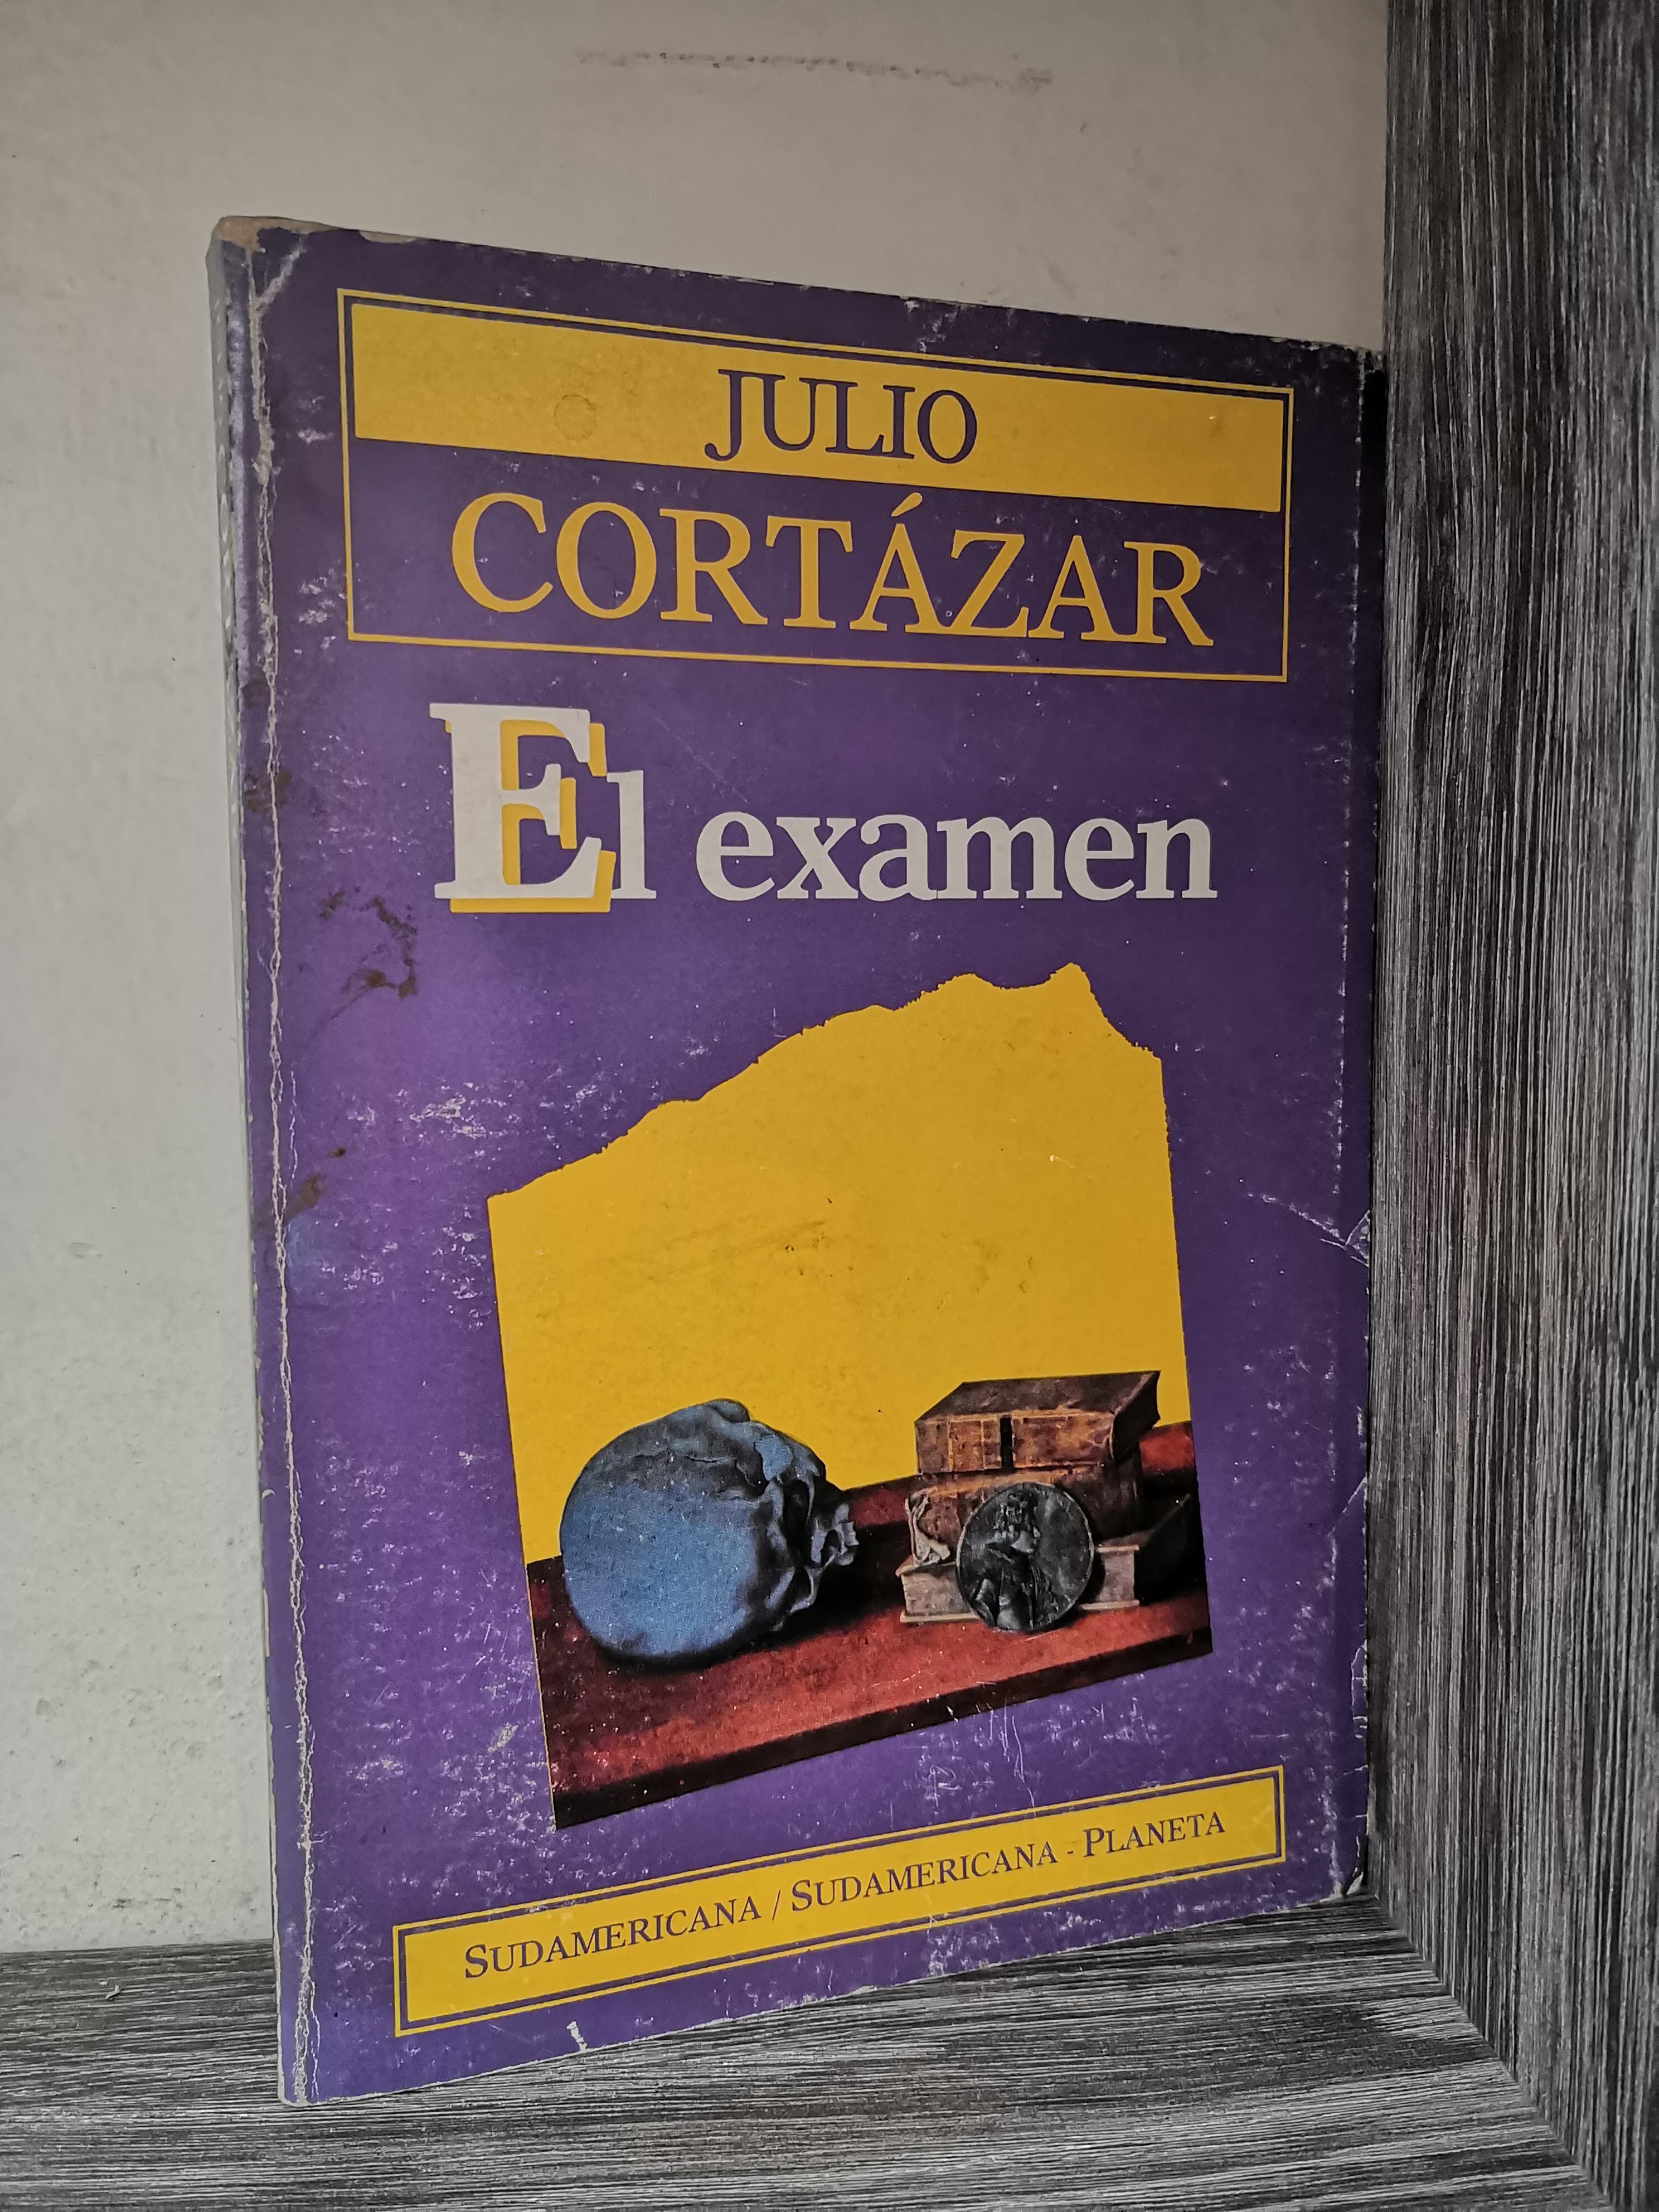 JULIO
CORTÁZAR
El examen
SUDAMERICANA / SUDAMERICANA - PLANETA